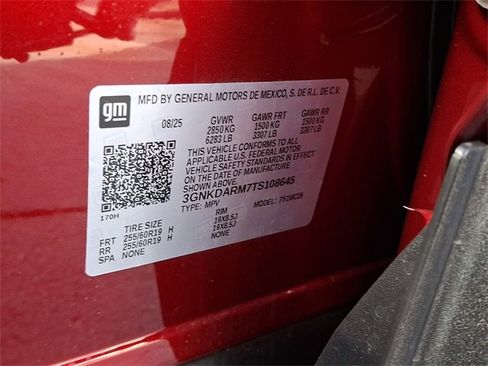 gm
MFD BY GENERAL MOTORS DE MEXICO, S. DE R.L. DE C.V.
08/25 GVWR GAWR FRT GAWR RR
2850 KG 1500 KG 1500 KG
6283 LB 3307 LB 3307 LB
THIS VEHICLE CONFORMS TO ALL
APPLICABLE U.S. FEDERAL MOTOR
VEHICLE SAFETY STANDARDS IN
EFFECT ON THE DATE OF MANUFACTURE
SHOWN ABOVE.
3GNKDARM7TS108645
TYPE: MPV MODEL: 751MC26
170H
TIRE SIZE RIM
FRT 255/60R19 H 19X8.5J
RR 255/60R19 H 19X8.5J
SPA NONE NONE